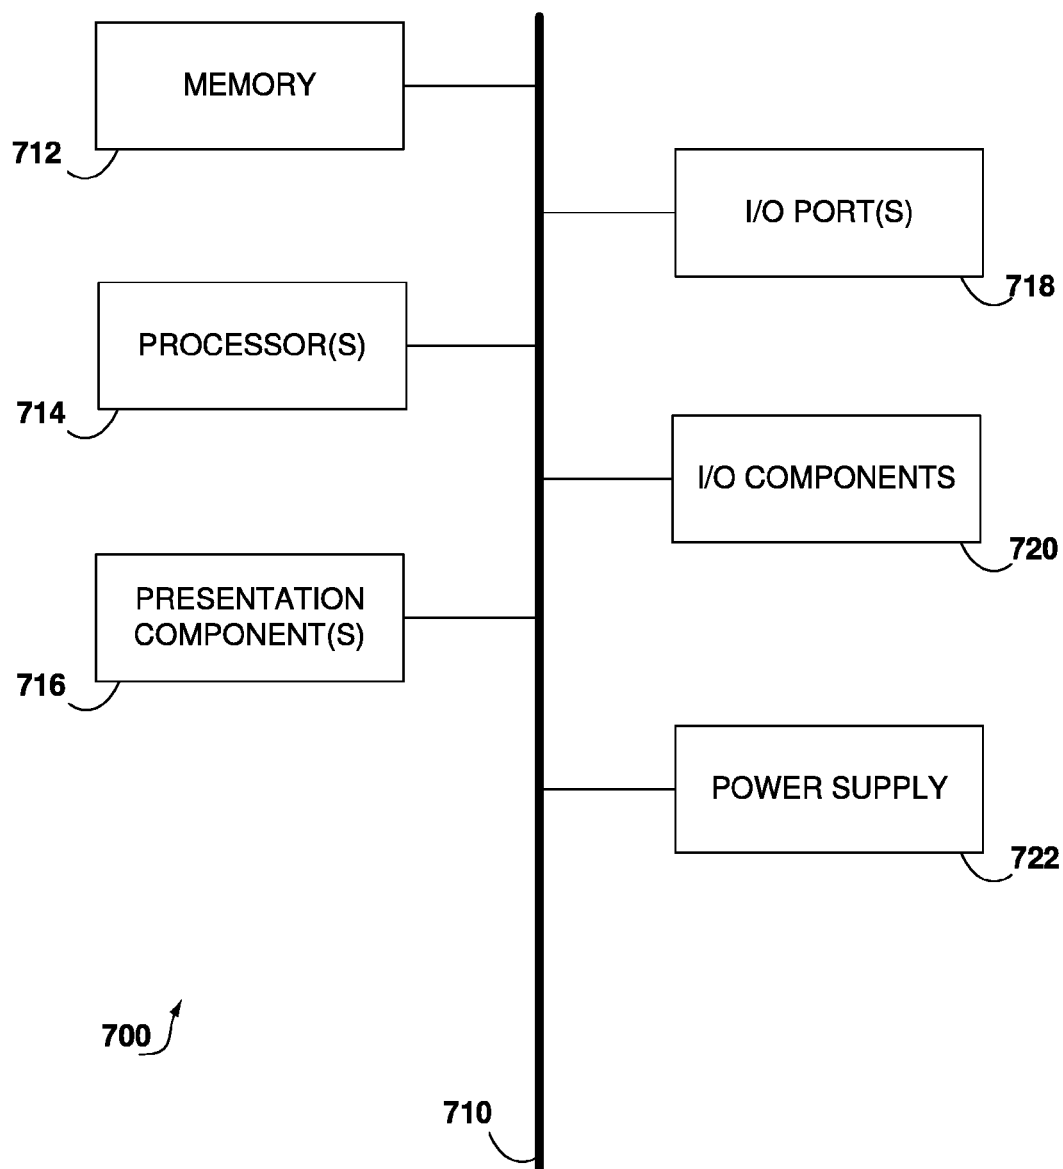 MEMORY
712
I/O PORT(S)
718
PROCESSOR(S)
714
I/O COMPONENTS
720
PRESENTATION
COMPONENT(S)
716
POWER SUPPLY
722
700
710